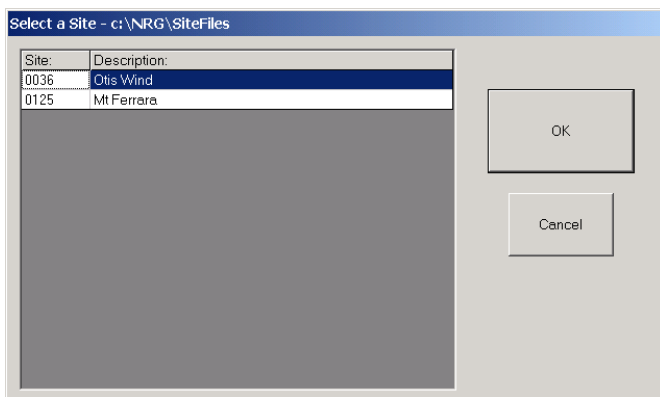 Select a Site - c:\NRG\SiteFiles
Site: Description:
0036 Otis Wind
0125 Mt Ferrara
OK
Cancel